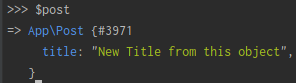 >>> $post
=> App\Post {#3971
title: "New Title from this object",
}